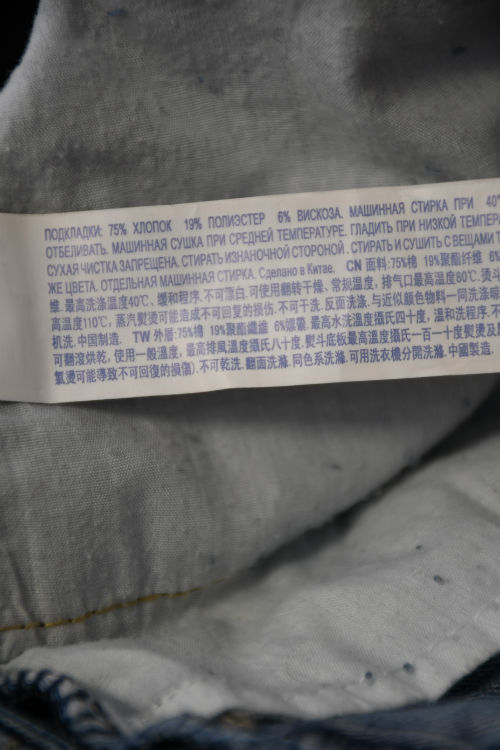 ПОДКЛАДКИ: 75% ХЛОПОК 19% ПОЛИЭСТЕР 6% ВИСКОЗА. МАШИННАЯ СТИРКА ПРИ 40°
ОТБЕЛИВАТЬ. МАШИННАЯ СУШКА ПРИ СРЕДНЕЙ ТЕМПЕРАТУРЕ. ГЛАДИТЬ ПРИ НИЗКОЙ ТЕМПЕР
СУХАЯ ЧИСТКА ЗАПРЕЩЕНА. СТИРАТЬ ИЗНАНОЧНОЙ СТОРОНОЙ. СТИРАТЬ И СУШИТЬ С ВЕЩАМИ Т
ЖЕ ЦВЕТА. ОТДЕЛЬНАЯ МАШИННАЯ СТИРКА. Сделано в Китае. CN 面料:75%棉 19%聚酯纤维 6%
维. 最高洗涤温度40℃、缓和程序. 不可漂白. 可使用翻转干燥、常规温度, 排气口最高温度80℃. 烫
高温度110℃, 蒸汽熨烫可能造成不可回复的损伤. 不可干洗. 反面洗涤. 与近似颜色物料一同洗涤
机洗. 中国制造. TW 外層:75%棉 19%聚酯纖維 6%嫘縈. 最高水洗溫度攝氏四十度, 溫和洗程序. 不
可翻滾烘乾, 使用一般溫度, 最高排風溫度攝氏八十度. 熨斗底板最高溫度攝氏一百一十度熨燙及
氣燙可能導致不可回復的損傷). 不可乾洗. 翻面洗滌. 同色系洗滌. 可用洗衣機分開洗滌. 中國製造.